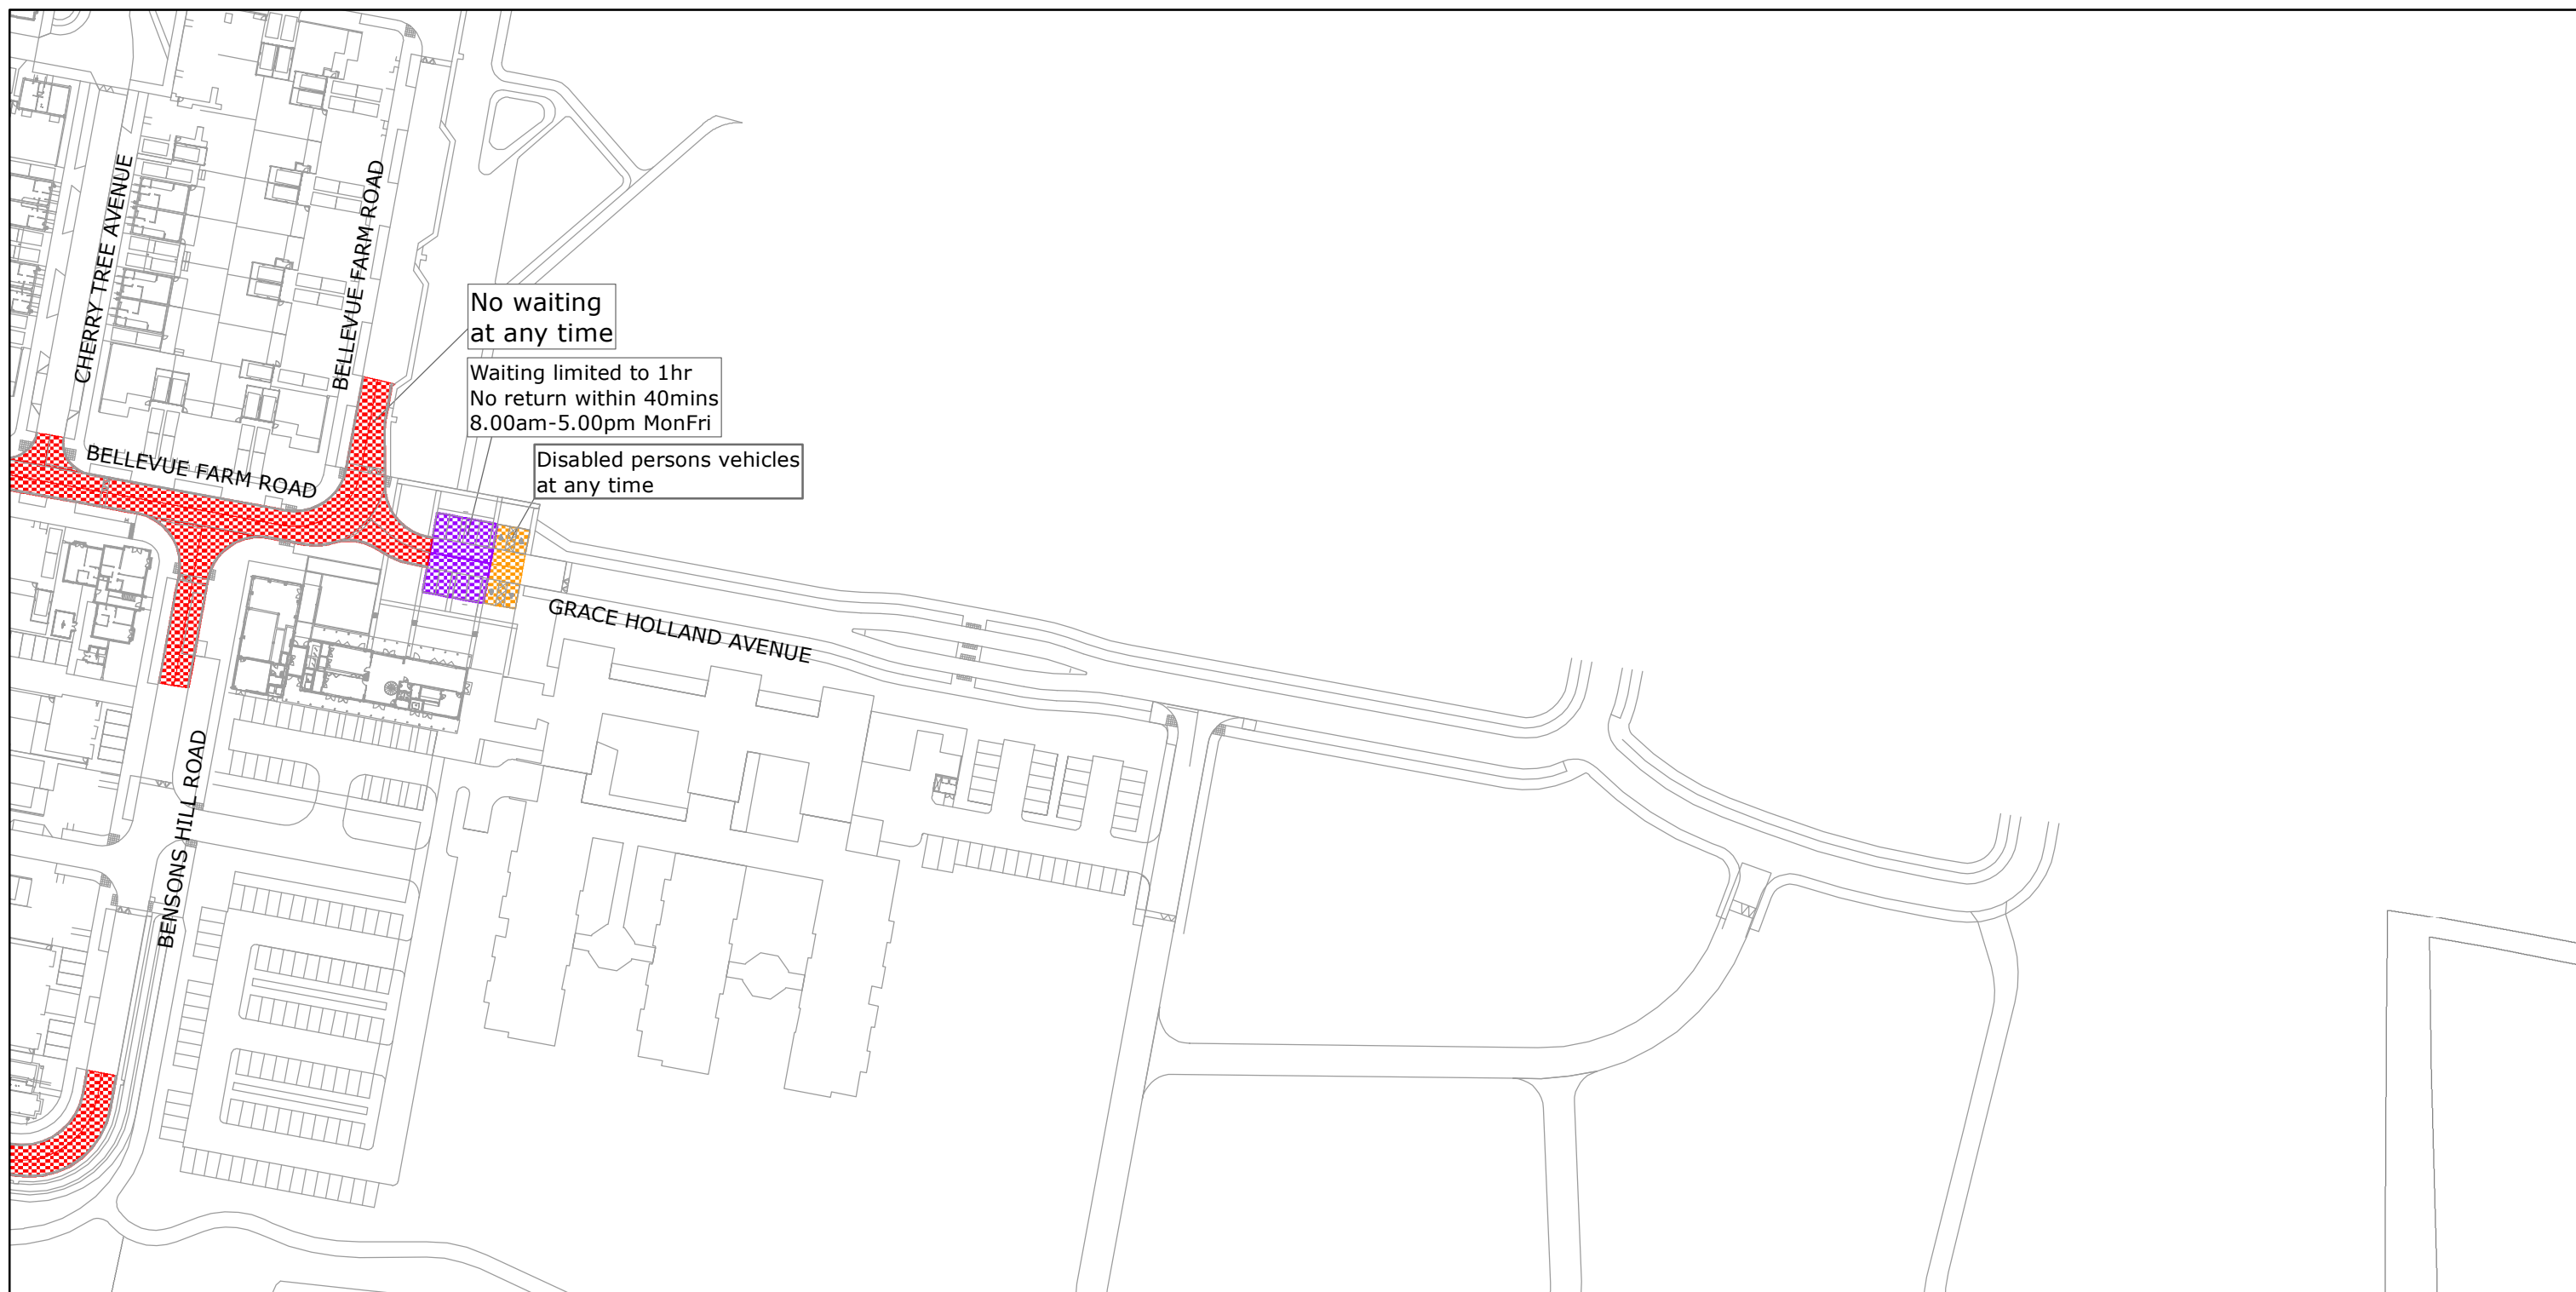 CHERRY TREE AVENUE
BELLEVUE FARM ROAD
No waiting
at any time
Waiting limited to 1hr
No return within 40mins
8.00am-5.00pm MonFri
Disabled persons vehicles
at any time
BELLEVUE FARM ROAD
GRACE HOLLAND AVENUE
BENSONS HILL ROAD